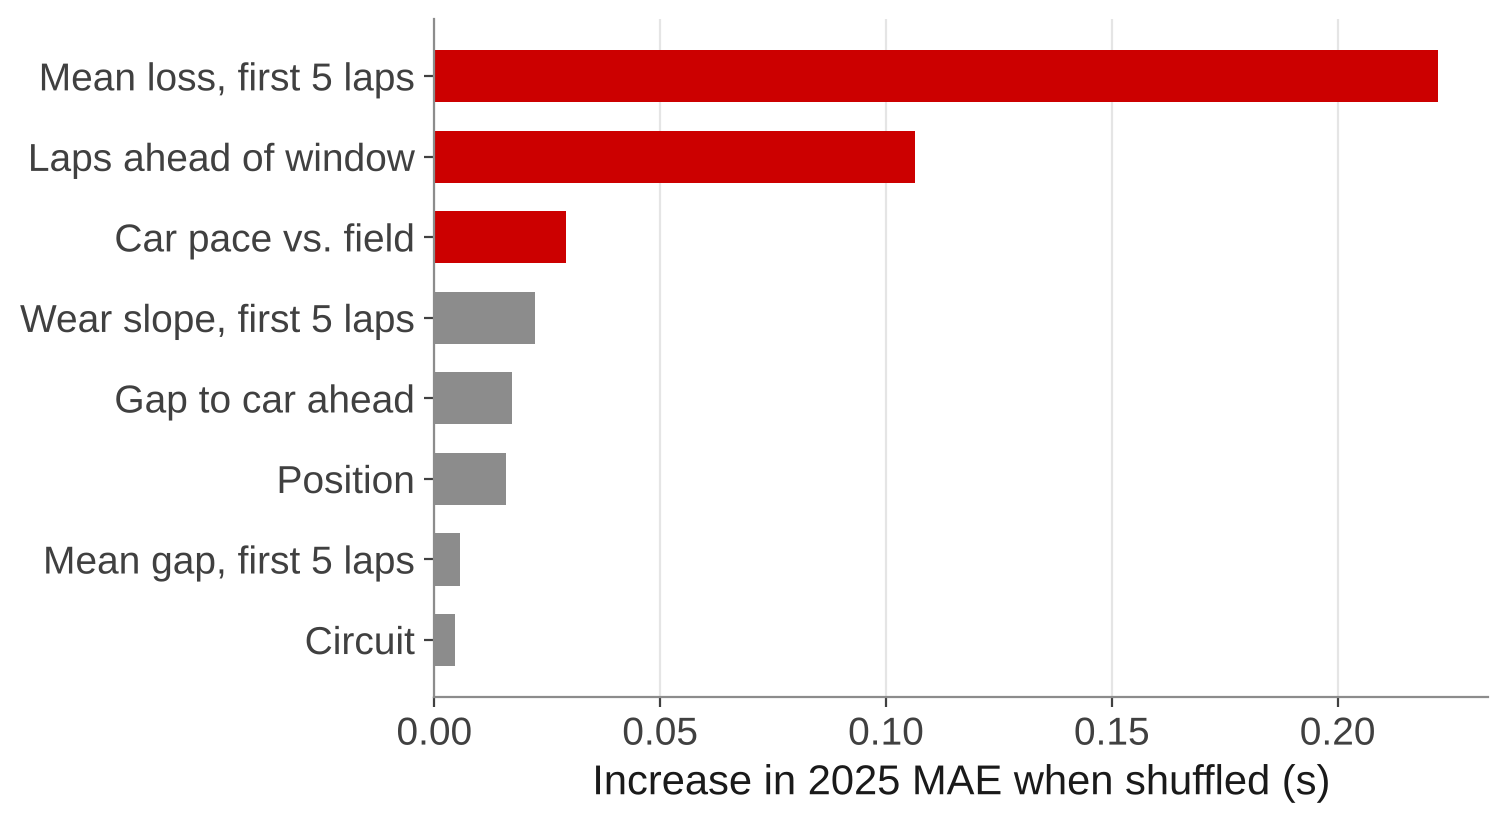 Mean loss, first 5 laps
Laps ahead of window
Car pace vs. field
Wear slope, first 5 laps
Gap to car ahead
Position
Mean gap, first 5 laps
Circuit
0.00 0.05 0.10 0.15 0.20
Increase in 2025 MAE when shuffled (s)